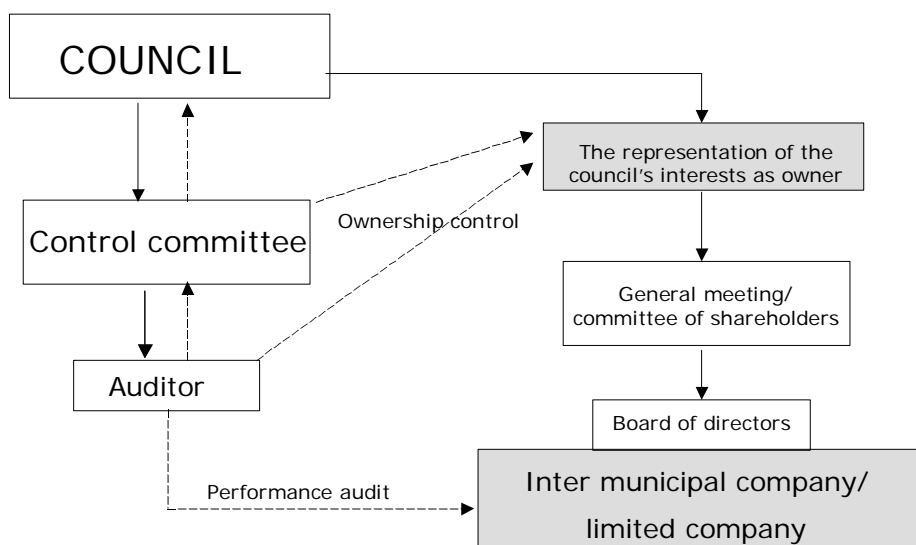 COUNCIL
The representation of the
council's interests as owner
Ownership control
Control committee
General meeting/
committee of shareholders
Auditor
Board of directors
Performance audit
Inter municipal company/
limited company